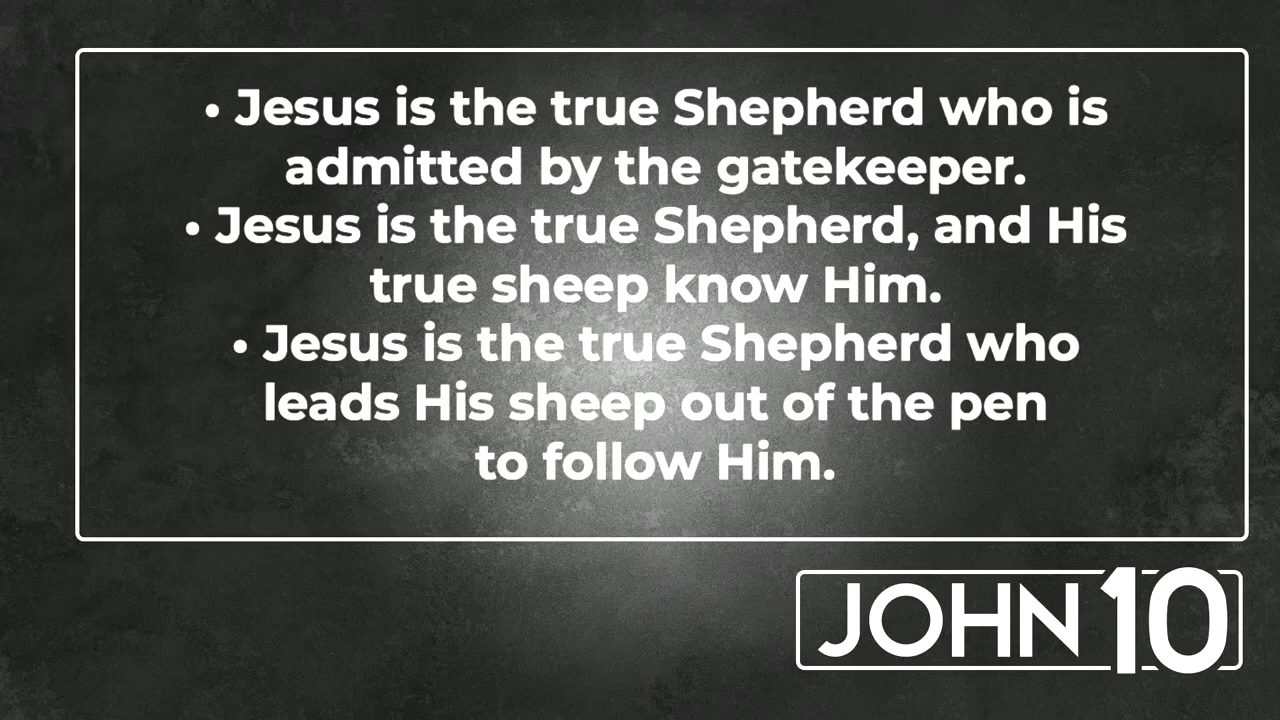 • Jesus is the true Shepherd who is
admitted by the gatekeeper.
• Jesus is the true Shepherd, and His
true sheep know Him.
• Jesus is the true Shepherd who
leads His sheep out of the pen
to follow Him.
JOHN 10